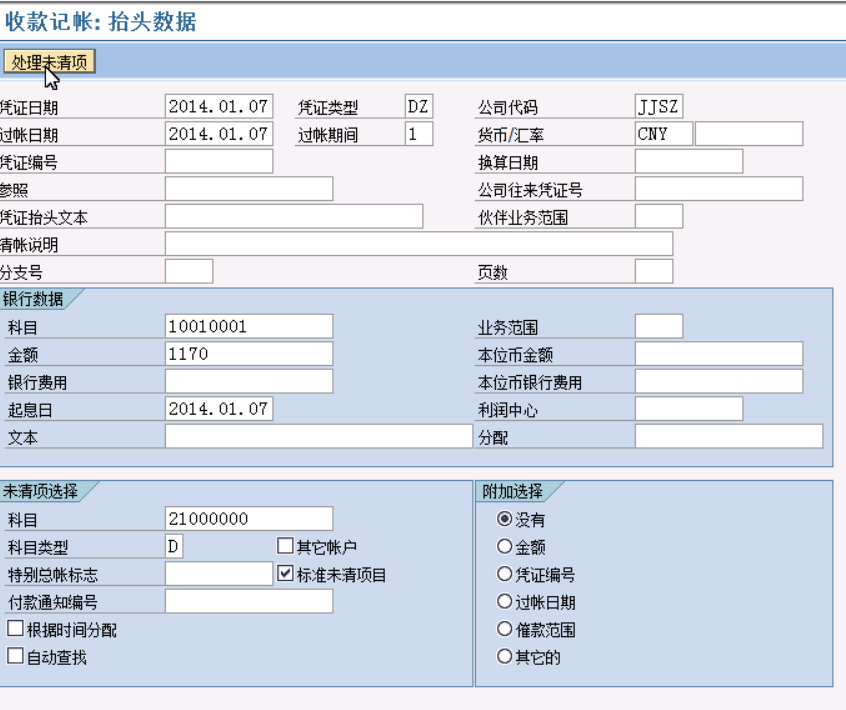 收款记帐: 抬头数据
处理未清项
凭证日期 2014.01.07 凭证类型 DZ 公司代码 JJSZ
过帐日期 2014.01.07 过帐期间 1 货币/汇率 CNY
凭证编号 换算日期
参照 公司往来凭证号
凭证抬头文本 伙伴业务范围
清帐说明
分支号 页数
银行数据
科目 10010001 业务范围
金额 1170 本位币金额
银行费用 本位币银行费用
起息日 2014.01.07 利润中心
文本 分配
未清项选择 附加选择
科目 21000000 没有
科目类型 D 其它帐户 金额
特别总帐标志 标准未清项目 凭证编号
付款通知编号 过帐日期
根据时间分配 催款范围
自动查找 其它的